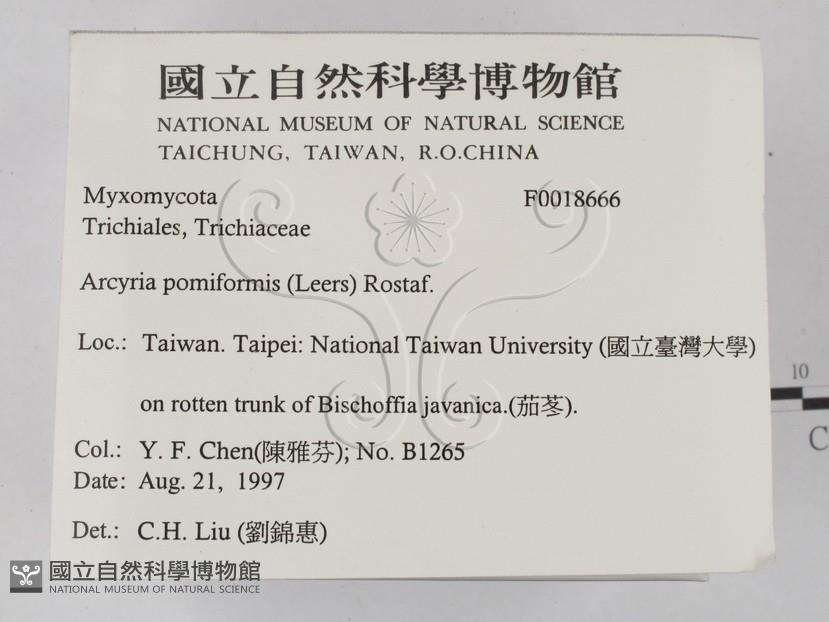 國立自然科學博物館
NATIONAL MUSEUM OF NATURAL SCIENCE
TAICHUNG, TAIWAN, R.O.CHINA
Myxomycota F0018666
Trichiales, Trichiaceae
Arcyria pomiformis (Leers) Rostaf.
Loc.: Taiwan. Taipei: National Taiwan University (國立臺灣大學)
on rotten trunk of Bischoffia javanica.(茄苳).
Col.: Y. F. Chen(陳雅芬); No. B1265
Date: Aug. 21, 1997
Det.: C.H. Liu (劉錦惠)
10
C
國立自然科學博物館
NATIONAL MUSEUM OF NATURAL SCIENCE